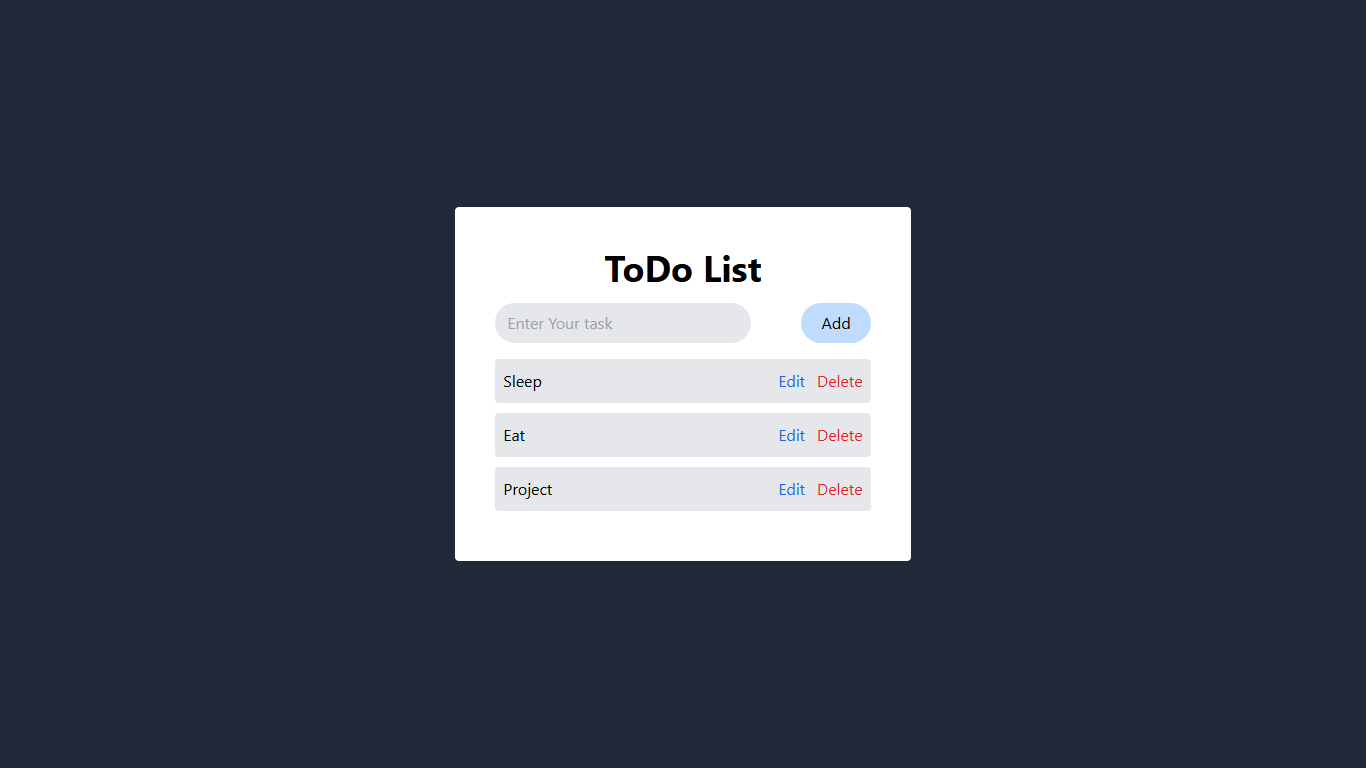 ToDo List
Enter Your task Add
Sleep Edit Delete
Eat Edit Delete
Project Edit Delete